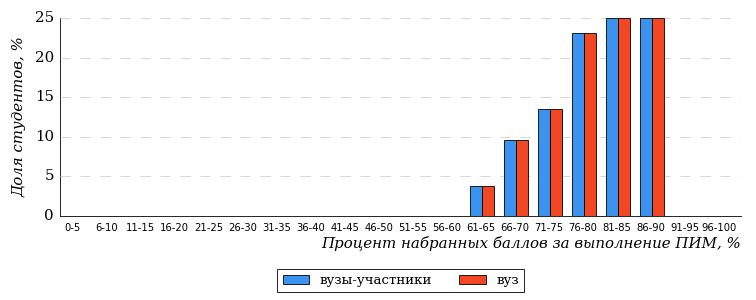 25
20
15
10
5
0
Доля студентов, %
0-5 6-10 11-15 16-20 21-25 26-30 31-35 36-40 41-45 46-50 51-55 56-60 61-65 66-70 71-75 76-80 81-85 86-90 91-95 96-100
Процент набранных баллов за выполнение ПИМ, %
вузы-участники вуз